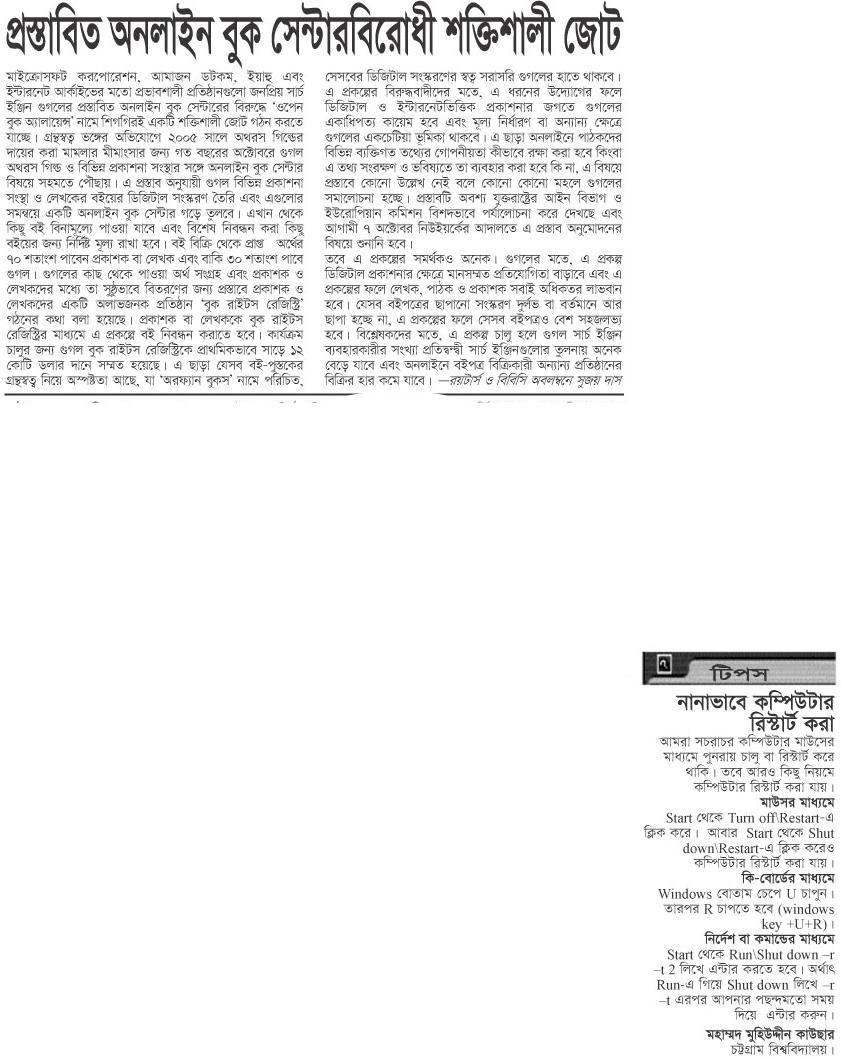 প্রস্তাবিত অনলাইন বুক সেন্টারবিরোধী শক্তিশালী জোট
মাইক্রোসফট করপোরেশন, আমাজন ডটকম, ইয়াহু এবং
ইন্টারনেট আর্কাইভের মতো প্রভাবশালী প্রতিষ্ঠানগুলো জনপ্রিয় সার্চ
ইঞ্জিন গুগলের প্রস্তাবিত অনলাইন বুক সেন্টারের বিরুদ্ধে ‘ওপেন
বুক অ্যালায়েন্স’ নামে শিগগিরই একটি শক্তিশালী জোট গঠন করতে
যাচ্ছে। গ্রন্থস্বত্ব ভঙ্গের অভিযোগে ২০০৫ সালে অথরস গিল্ডের
দায়ের করা মামলার মীমাংসার জন্য গত বছরের অক্টোবরে গুগল
অথরস গিল্ড ও বিভিন্ন প্রকাশনা সংস্থার সঙ্গে অনলাইন বুক সেন্টার
বিষয়ে সহমতে পৌঁছায়। এ প্রস্তাব অনুযায়ী গুগল বিভিন্ন প্রকাশনা
সংস্থা ও লেখকের বইয়ের ডিজিটাল সংস্করণ তৈরি এবং এগুলোর
সমন্বয়ে একটি অনলাইন বুক সেন্টার গড়ে তুলবে। এখান থেকে
কিছু বই বিনামূল্যে পাওয়া যাবে এবং বিশেষ নিবন্ধন করা কিছু
বইয়ের জন্য নির্দিষ্ট মূল্য রাখা হবে। বই বিক্রি থেকে প্রাপ্ত অর্থের
৭০ শতাংশ পাবেন প্রকাশক বা লেখক এবং বাকি ৩০ শতাংশ পাবে
গুগল। গুগলের কাছ থেকে পাওয়া অর্থ সংগ্রহ এবং প্রকাশক ও
লেখকদের মধ্যে তা সুষ্ঠুভাবে বিতরণের জন্য প্রস্তাবে প্রকাশক ও
লেখকদের একটি অলাভজনক প্রতিষ্ঠান ‘বুক রাইটস রেজিস্ট্রি’
গঠনের কথা বলা হয়েছে। প্রকাশক বা লেখককে বুক রাইটস
রেজিস্ট্রির মাধ্যমে এ প্রকল্পে বই নিবন্ধন করাতে হবে। কার্যক্রম
চালুর জন্য গুগল বুক রাইটস রেজিস্ট্রিকে প্রাথমিকভাবে সাড়ে ১২
কোটি ডলার দানে সম্মত হয়েছে। এ ছাড়া যেসব বই-পুস্তকের
গ্রন্থস্বত্ব নিয়ে অস্পষ্টতা আছে, যা ‘অরফ্যান বুকস’ নামে পরিচিত,
সেসবের ডিজিটাল সংস্করণের স্বত্ব সরাসরি গুগলের হাতে থাকবে।
এ প্রকল্পের বিরুদ্ধবাদীদের মতে, এ ধরনের উদ্যোগের ফলে
ডিজিটাল ও ইন্টারনেটভিত্তিক প্রকাশনার জগতে গুগলের
একাধিপত্য কায়েম হবে এবং মূল্য নির্ধারণ বা অন্যান্য ক্ষেত্রে
গুগলের একচেটিয়া ভূমিকা থাকবে। এ ছাড়া অনলাইনে পাঠকদের
বিভিন্ন ব্যক্তিগত তথ্যের গোপনীয়তা কীভাবে রক্ষা করা হবে কিংবা
এ তথ্য সংরক্ষণ ও ভবিষ্যতে তা ব্যবহার করা হবে কি না, এ বিষয়ে
প্রস্তাবে কোনো উল্লেখ নেই বলে কোনো কোনো মহলে গুগলের
সমালোচনা হচ্ছে। প্রস্তাবটি অবশ্য যুক্তরাষ্ট্রের আইন বিভাগ ও
ইউরোপিয়ান কমিশন বিশদভাবে পর্যালোচনা করে দেখছে এবং
আগামী ৭ অক্টোবর নিউইয়র্কের আদালতে এ প্রস্তাব অনুমোদনের
বিষয়ে শুনানি হবে।
তবে এ প্রকল্পের সমর্থকও অনেক। গুগলের মতে, এ প্রকল্প
ডিজিটাল প্রকাশনার ক্ষেত্রে মানসম্মত প্রতিযোগিতা বাড়াবে এবং এ
প্রকল্পের ফলে লেখক, পাঠক ও প্রকাশক সবাই অধিকতর লাভবান
হবে। যেসব বইপত্রের ছাপানো সংস্করণ দুর্লভ বা বর্তমানে আর
ছাপা হচ্ছে না, এ প্রকল্পের ফলে সেসব বইপত্রও বেশ সহজলভ্য
হবে। বিশ্লেষকদের মতে, এ প্রকল্প চালু হলে গুগল সার্চ ইঞ্জিন
ব্যবহারকারীর সংখ্যা প্রতিদ্বন্দ্বী সার্চ ইঞ্জিনগুলোর তুলনায় অনেক
বেড়ে যাবে এবং অনলাইনে বইপত্র বিক্রিকারী অন্যান্য প্রতিষ্ঠানের
বিক্রির হার কমে যাবে। —রয়টার্স ও বিবিসি অবলম্বনে সুজয় দাস
টিপস
নানাভাবে কম্পিউটার
রিস্টার্ট করা
আমরা সচরাচর কম্পিউটার মাউসের
মাধ্যমে পুনরায় চালু বা রিস্টার্ট করে
থাকি। তবে আরও কিছু নিয়মে
কম্পিউটার রিস্টার্ট করা যায়।
মাউসর মাধ্যমে
Start থেকে Turn off\Restart-এ
ক্লিক করে। আবার Start থেকে Shut
down\Restart-এ ক্লিক করেও
কম্পিউটার রিস্টার্ট করা যায়।
কি-বোর্ডের মাধ্যমে
Windows বোতাম চেপে U চাপুন।
তারপর R চাপতে হবে (windows
key +U+R)।
নির্দেশ বা কমান্ডের মাধ্যমে
Start থেকে Run\Shut down –r
–t 2 লিখে এন্টার করতে হবে। অর্থাৎ
Run-এ গিয়ে Shut down লিখে –r
–t এরপর আপনার পছন্দমতো সময়
দিয়ে এন্টার করুন।
মহাম্মদ মুহিউদ্দীন কাউছার
চট্টগ্রাম বিশ্ববিদ্যালয়।